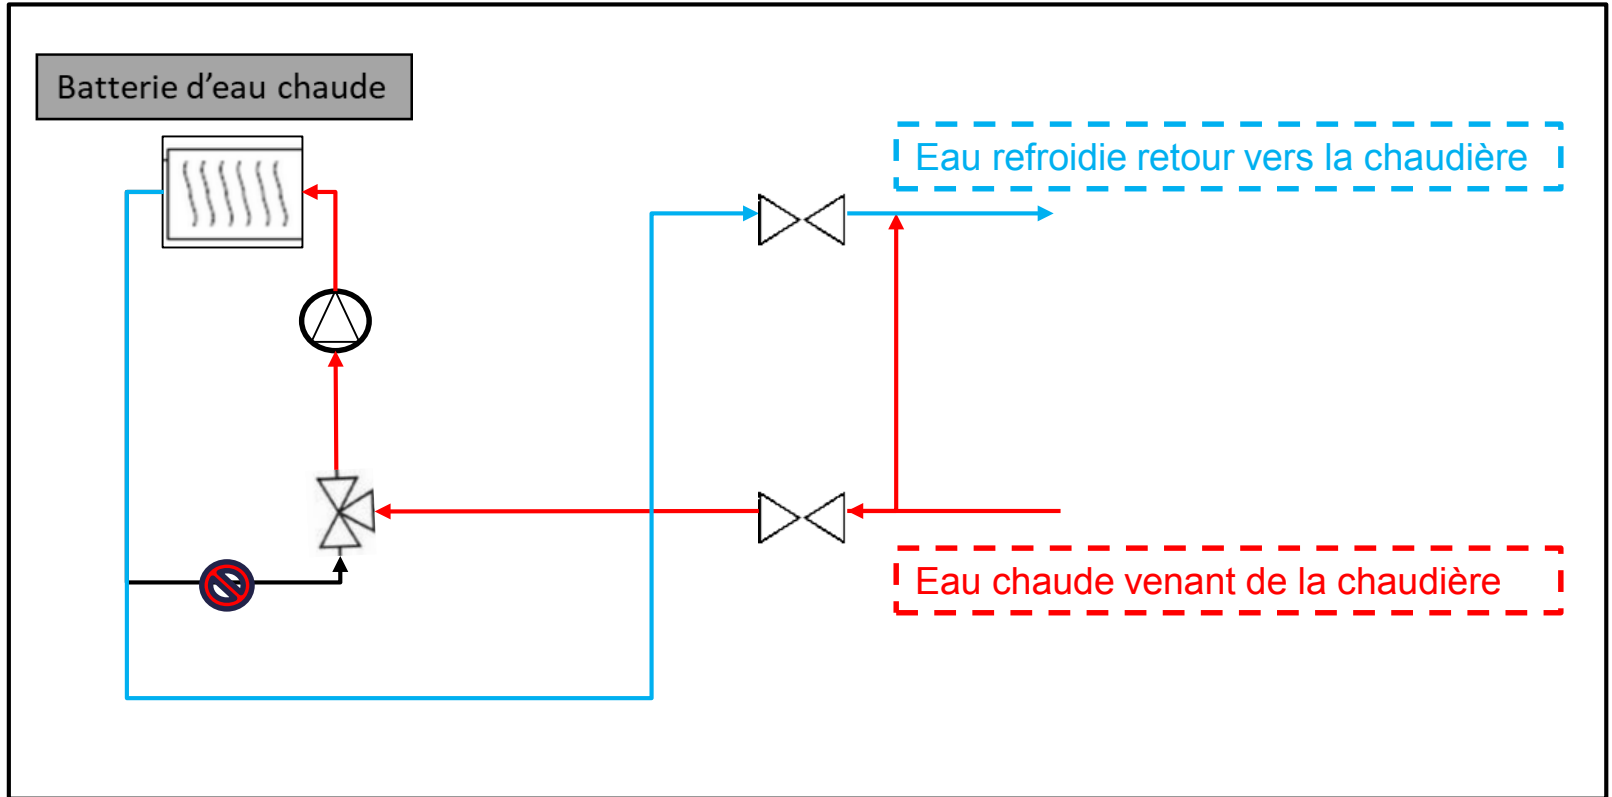 Batterie d’eau chaude
Eau refroidie retour vers la chaudière
Eau chaude venant de la chaudière